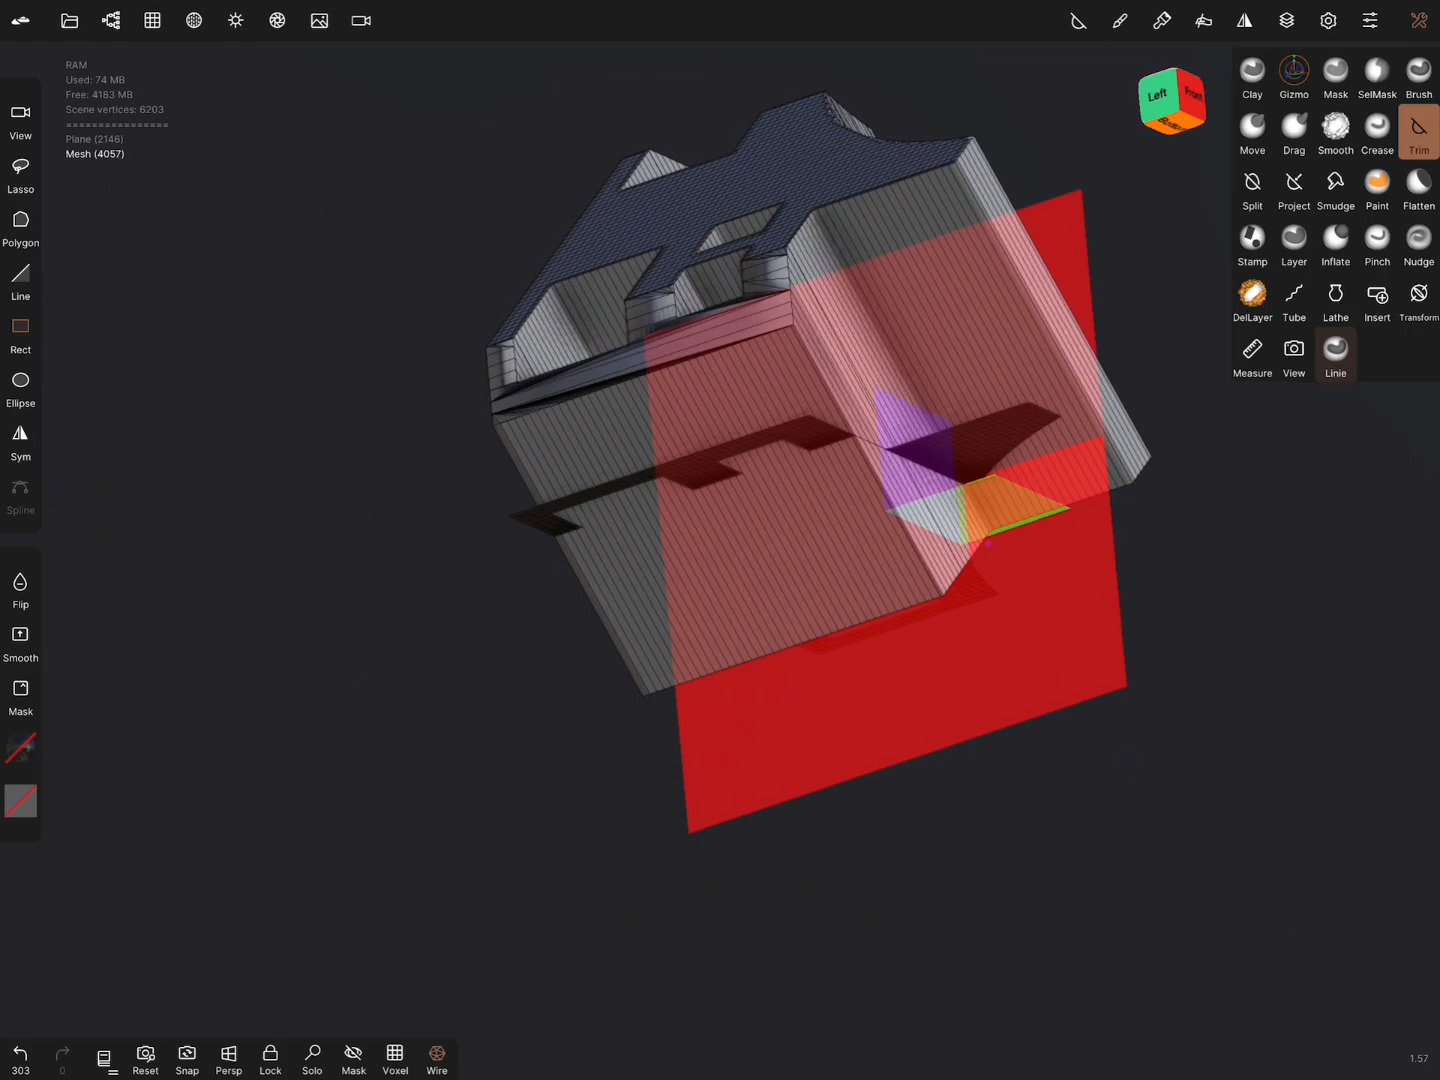 RAM
Used: 74 MB
Free: 4183 MB
Scene vertices: 6203
================
Plane (2146)
Mesh (4057)
View
Lasso
Polygon
Line
Rect
Ellipse
Sym
Spline
Flip
Smooth
Mask
Left
Front
Clay
Gizmo
Mask
SelMask
Brush
Move
Drag
Smooth
Crease
Trim
Split
Project
Smudge
Paint
Flatten
Stamp
Layer
Inflate
Pinch
Nudge
DelLayer
Tube
Lathe
Insert
Transform
Measure
View
Linie
303
0
Reset
Snap
Persp
Lock
Solo
Mask
Voxel
Wire
1.57